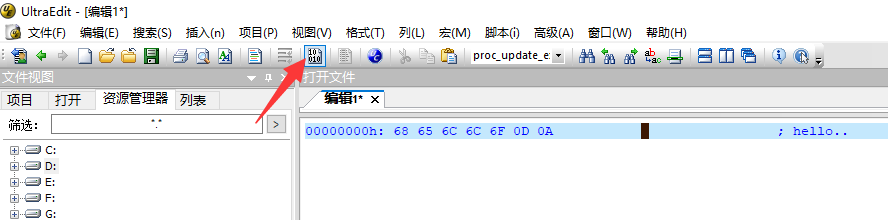 UltraEdit - [编辑1*]
文件(F) 编辑(E) 搜索(S) 插入(n) 项目(P) 视图(V) 格式(T) 列(L) 宏(M) 脚本(i) 高级(A) 窗口(W) 帮助(H)
10 010 proc_update_e
文件视图 打开文件
项目 打开 资源管理器 列表 编辑1*
筛选: *.* >
00000000h: 68 65 6C 6C 6F 0D 0A ; hello..
C:
D:
E:
F:
G: